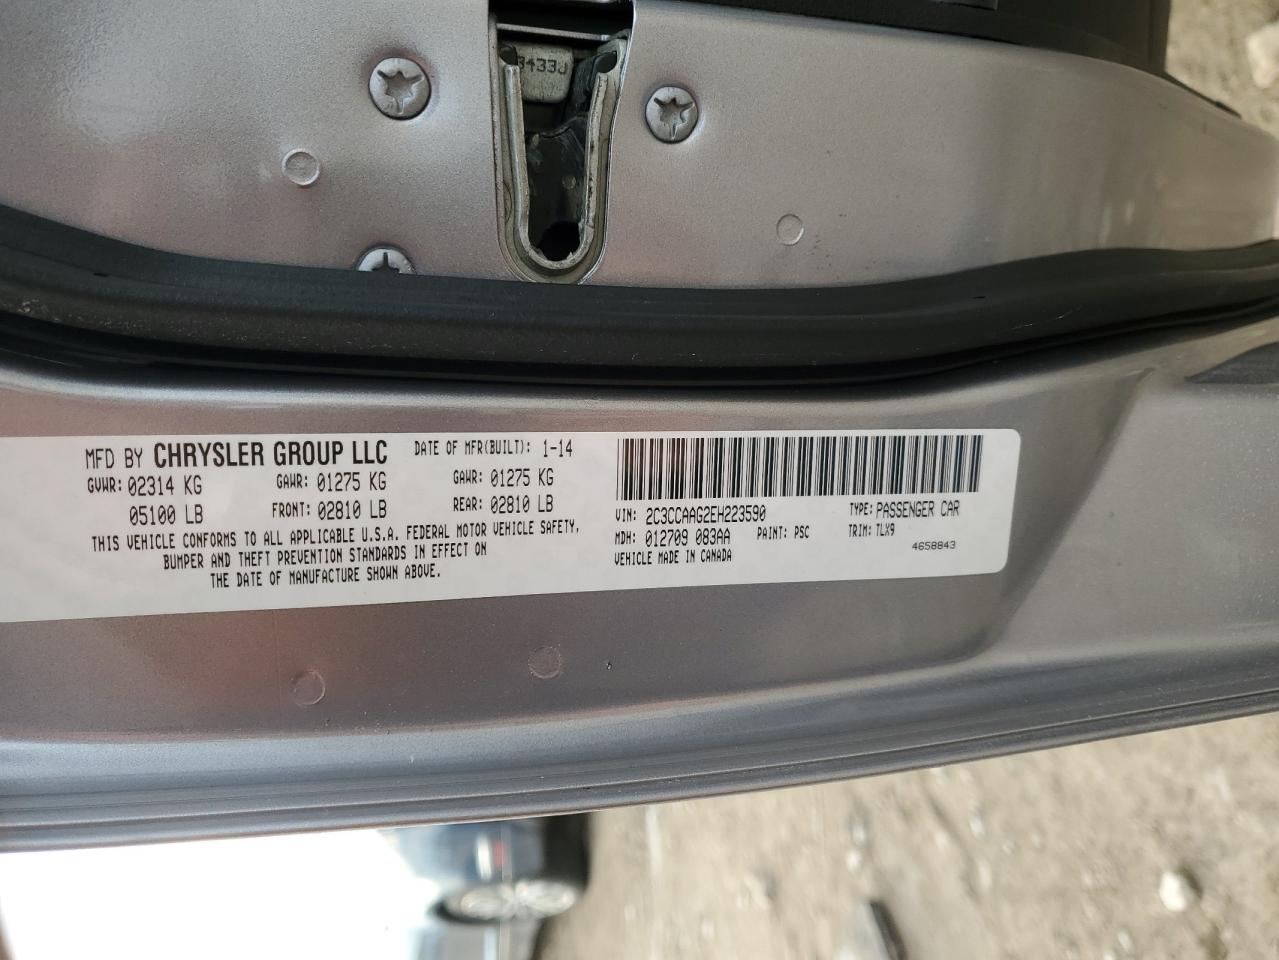 3433J
MFD BY CHRYSLER GROUP LLC DATE OF MFR(BUILT): 1-14
GVWR: 02314 KG GAWR: 01275 KG GAWR: 01275 KG
05100 LB FRONT: 02810 LB REAR: 02810 LB
THIS VEHICLE CONFORMS TO ALL APPLICABLE U.S.A. FEDERAL MOTOR VEHICLE SAFETY,
BUMPER AND THEFT PREVENTION STANDARDS IN EFFECT ON
THE DATE OF MANUFACTURE SHOWN ABOVE.
VIN: 2C3CCAAG2EH223590 TYPE: PASSENGER CAR
MDH: 012709 083AA PAINT: PSC TRIM: TLX9
VEHICLE MADE IN CANADA 4658843